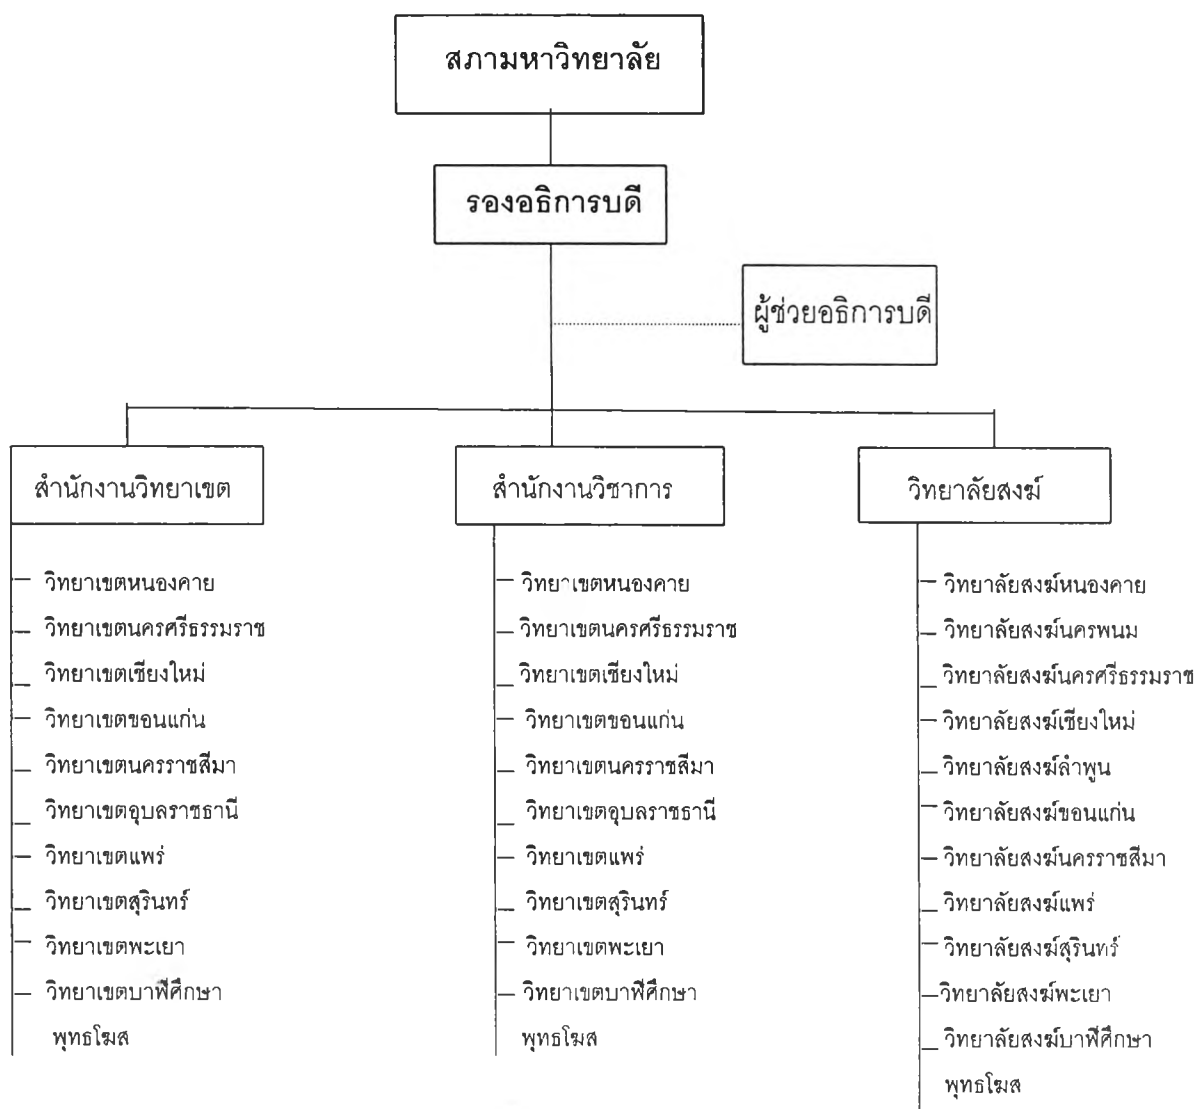 สภามหาวิทยาลัย
รองอธิการบดี
ผู้ช่วยอธิการบดี
สำนักงานวิทยาเขต
วิทยาเขตหนองคาย
วิทยาเขตนครศรีธรรมราช
วิทยาเขตเชียงใหม่
วิทยาเขตขอนแก่น
วิทยาเขตนครราชสีมา
วิทยาเขตอุบลราชธานี
วิทยาเขตแพร่
วิทยาเขตสุรินทร์
วิทยาเขตพะเยา
วิทยาเขตบาฬีศึกษา
พุทธโฆส
สำนักงานวิชาการ
วิทยาเขตหนองคาย
วิทยาเขตนครศรีธรรมราช
วิทยาเขตเชียงใหม่
วิทยาเขตขอนแก่น
วิทยาเขตนครราชสีมา
วิทยาเขตอุบลราชธานี
วิทยาเขตแพร่
วิทยาเขตสุรินทร์
วิทยาเขตพะเยา
วิทยาเขตบาฬีศึกษา
พุทธโฆส
วิทยาลัยสงฆ์
วิทยาลัยสงฆ์หนองคาย
วิทยาลัยสงฆ์นครพนม
วิทยาลัยสงฆ์นครศรีธรรมราช
วิทยาลัยสงฆ์เชียงใหม่
วิทยาลัยสงฆ์ลำพูน
วิทยาลัยสงฆ์ขอนแก่น
วิทยาลัยสงฆ์นครราชสีมา
วิทยาลัยสงฆ์แพร่
วิทยาลัยสงฆ์สุรินทร์
วิทยาลัยสงฆ์พะเยา
วิทยาลัยสงฆ์บาฬีศึกษา
พุทธโฆส